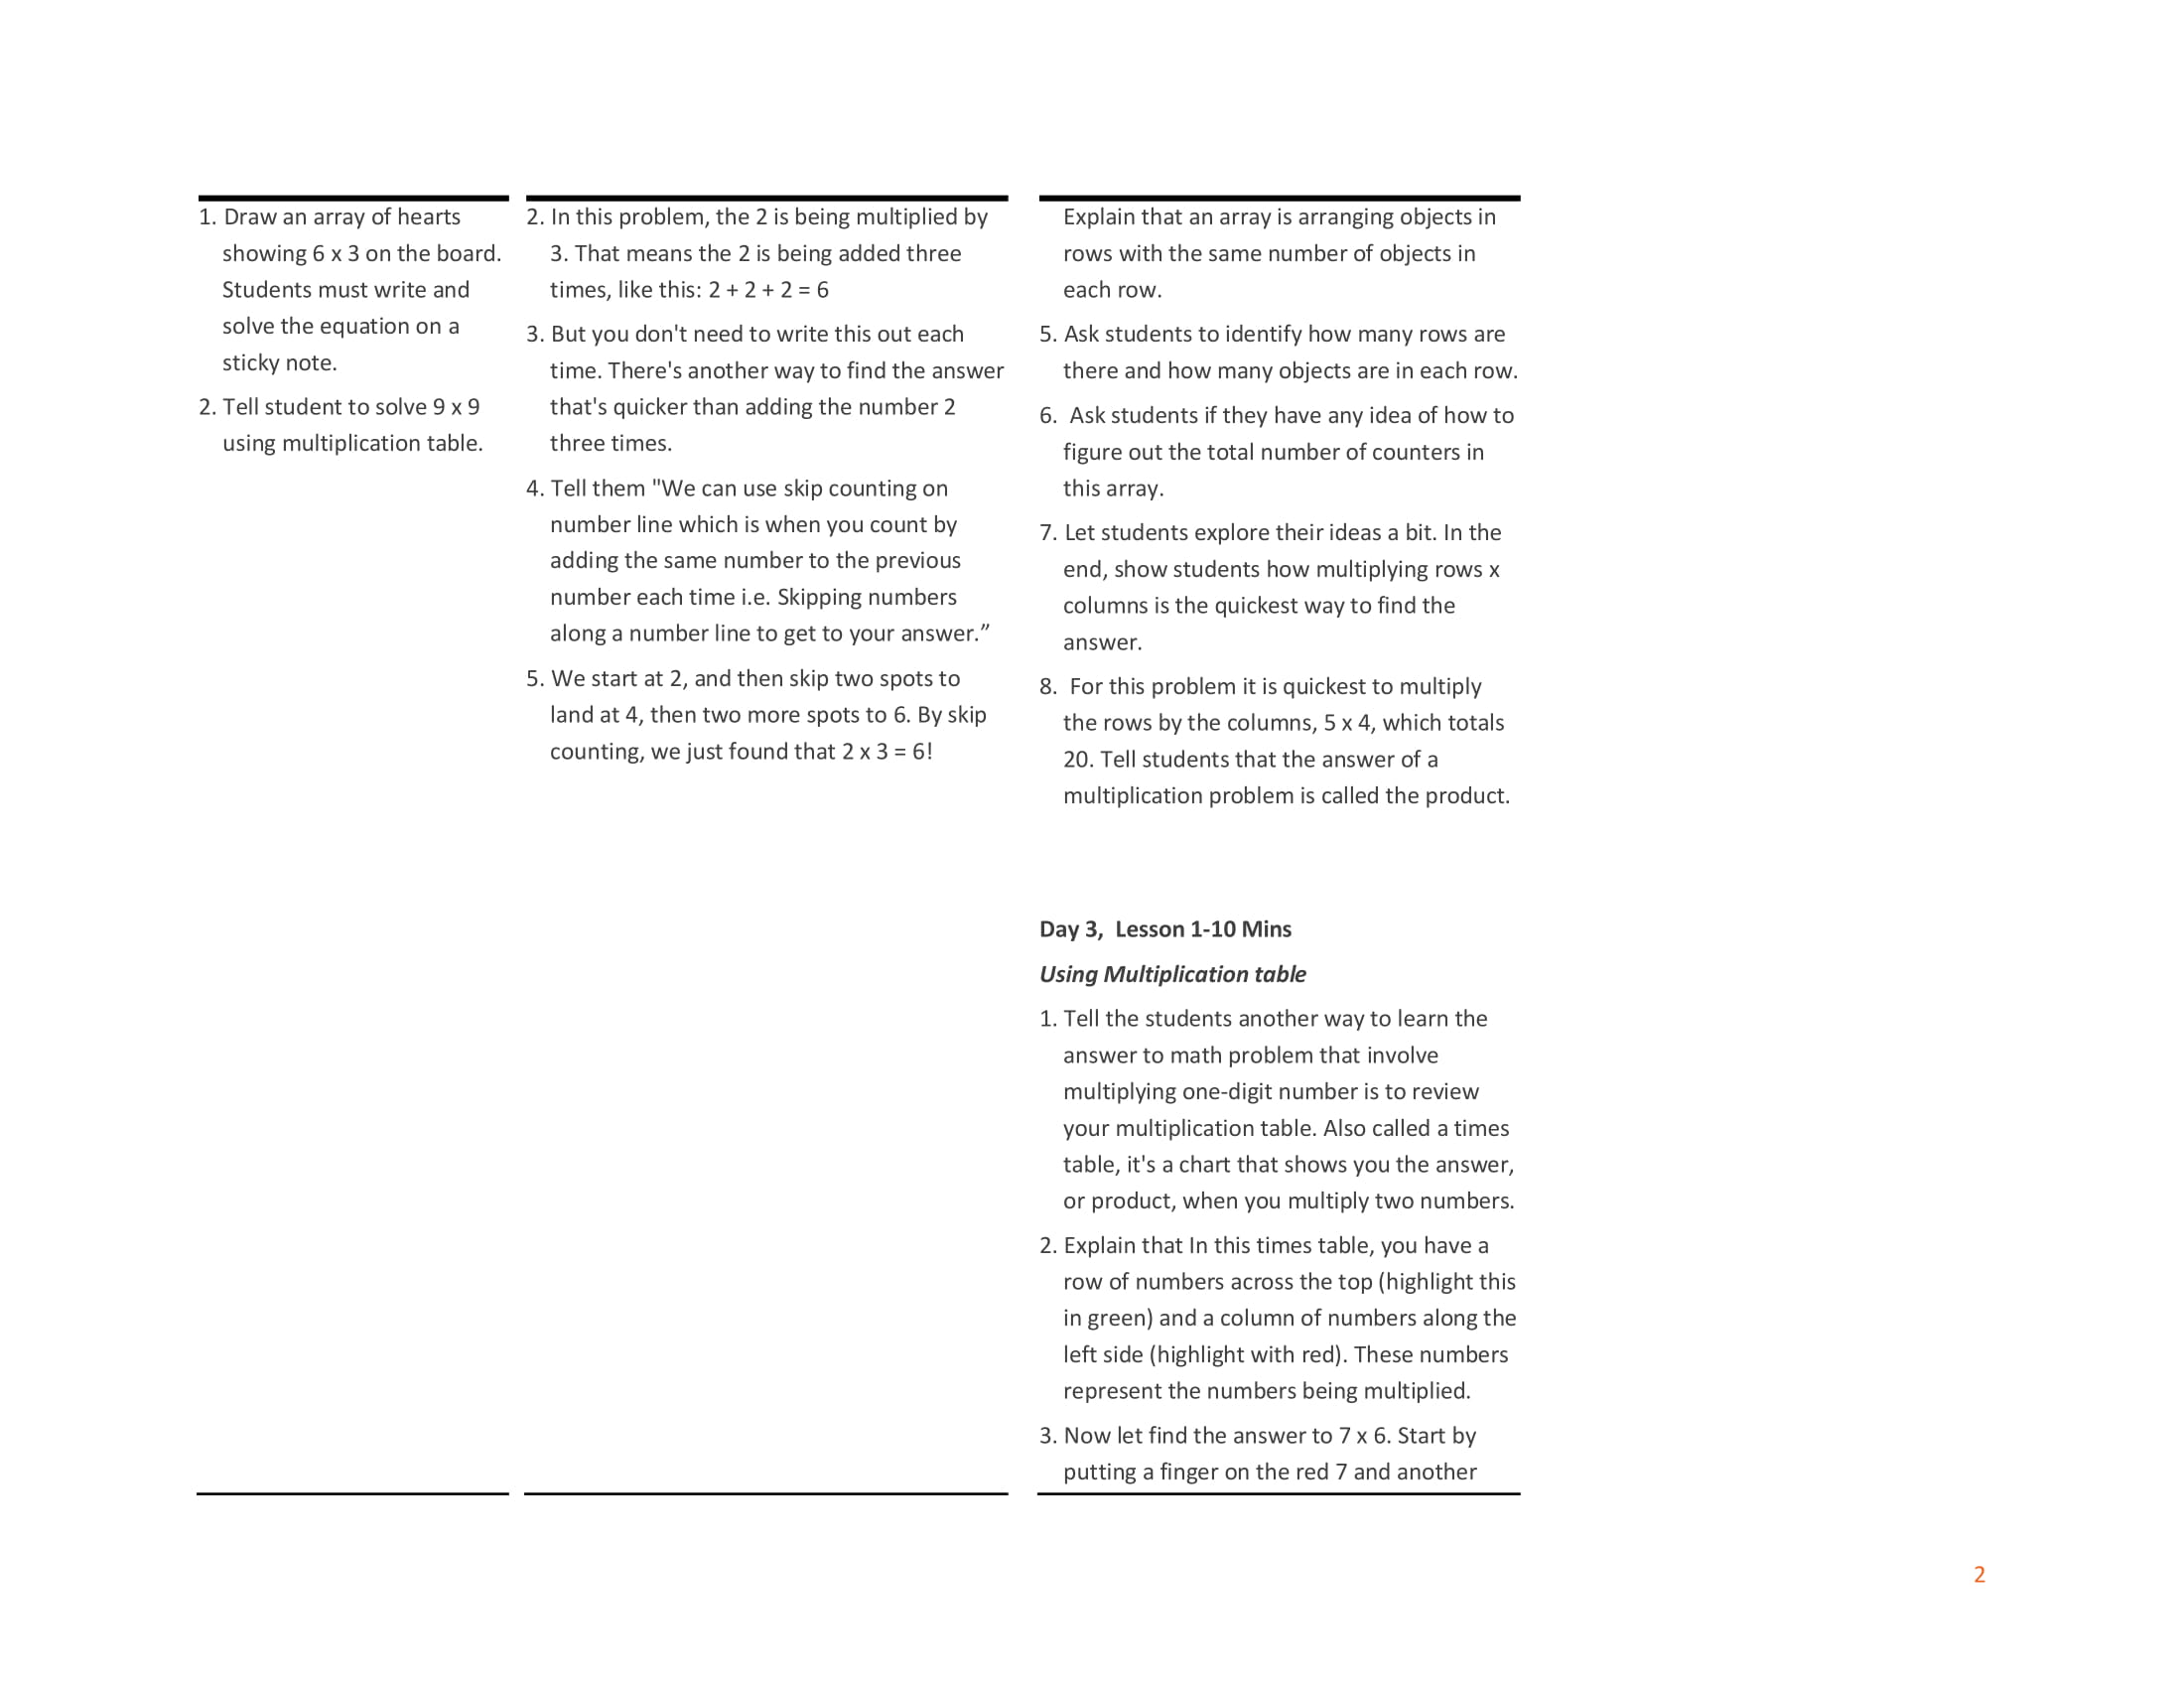 1. Draw an array of hearts
showing 6 x 3 on the board.
Students must write and
solve the equation on a
sticky note.
2. Tell student to solve 9 x 9
using multiplication table.
2. In this problem, the 2 is being multiplied by
3. That means the 2 is being added three
times, like this: 2 + 2 + 2 = 6
3. But you don't need to write this out each
time. There's another way to find the answer
that's quicker than adding the number 2
three times.
4. Tell them "We can use skip counting on
number line which is when you count by
adding the same number to the previous
number each time i.e. Skipping numbers
along a number line to get to your answer.”
5. We start at 2, and then skip two spots to
land at 4, then two more spots to 6. By skip
counting, we just found that 2 x 3 = 6!
Explain that an array is arranging objects in
rows with the same number of objects in
each row.
5. Ask students to identify how many rows are
there and how many objects are in each row.
6.  Ask students if they have any idea of how to
figure out the total number of counters in
this array.
7. Let students explore their ideas a bit. In the
end, show students how multiplying rows x
columns is the quickest way to find the
answer.
8.  For this problem it is quickest to multiply
the rows by the columns, 5 x 4, which totals
20. Tell students that the answer of a
multiplication problem is called the product.
Day 3,  Lesson 1-10 Mins
Using Multiplication table
1. Tell the students another way to learn the
answer to math problem that involve
multiplying one-digit number is to review
your multiplication table. Also called a times
table, it's a chart that shows you the answer,
or product, when you multiply two numbers.
2. Explain that In this times table, you have a
row of numbers across the top (highlight this
in green) and a column of numbers along the
left side (highlight with red). These numbers
represent the numbers being multiplied.
3. Now let find the answer to 7 x 6. Start by
putting a finger on the red 7 and another
2